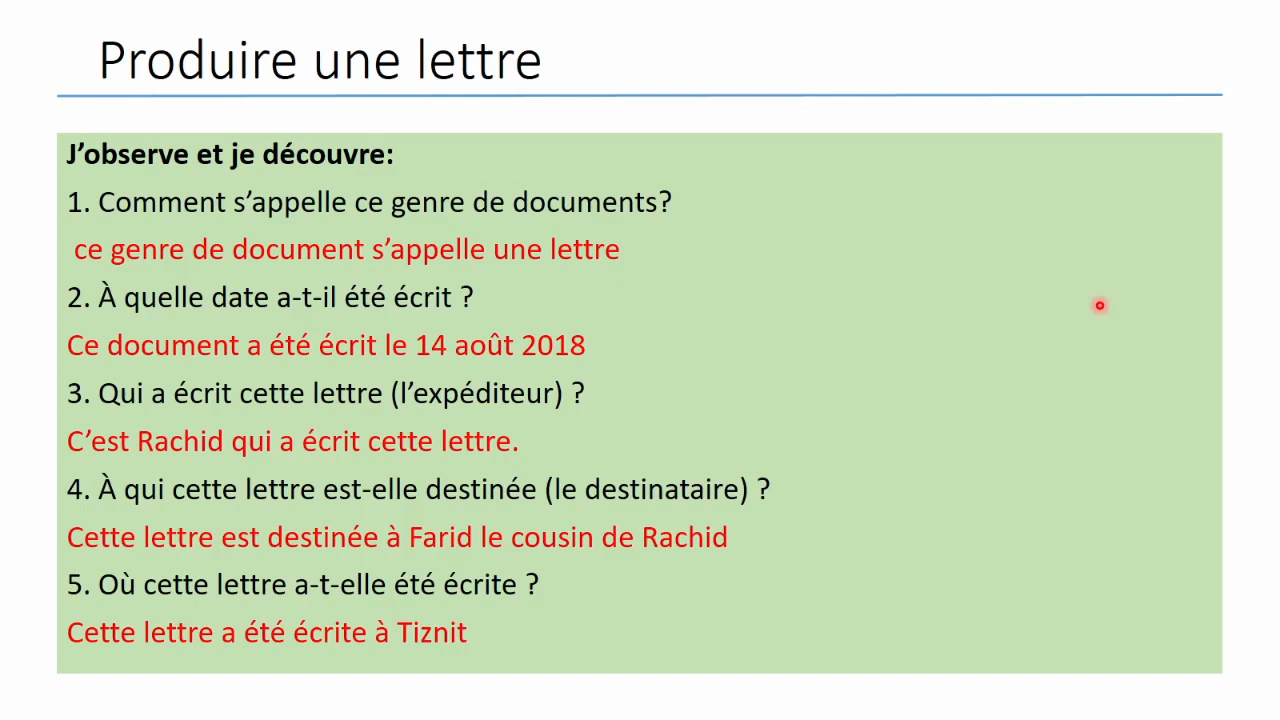 Produire une lettre
J’observe et je découvre:
1. Comment s’appelle ce genre de documents?
ce genre de document s’appelle une lettre
2. À quelle date a-t-il été écrit ?
Ce document a été écrit le 14 août 2018
3. Qui a écrit cette lettre (l’expéditeur) ?
C’est Rachid qui a écrit cette lettre.
4. À qui cette lettre est-elle destinée (le destinataire) ?
Cette lettre est destinée à Farid le cousin de Rachid
5. Où cette lettre a-t-elle été écrite ?
Cette lettre a été écrite à Tiznit